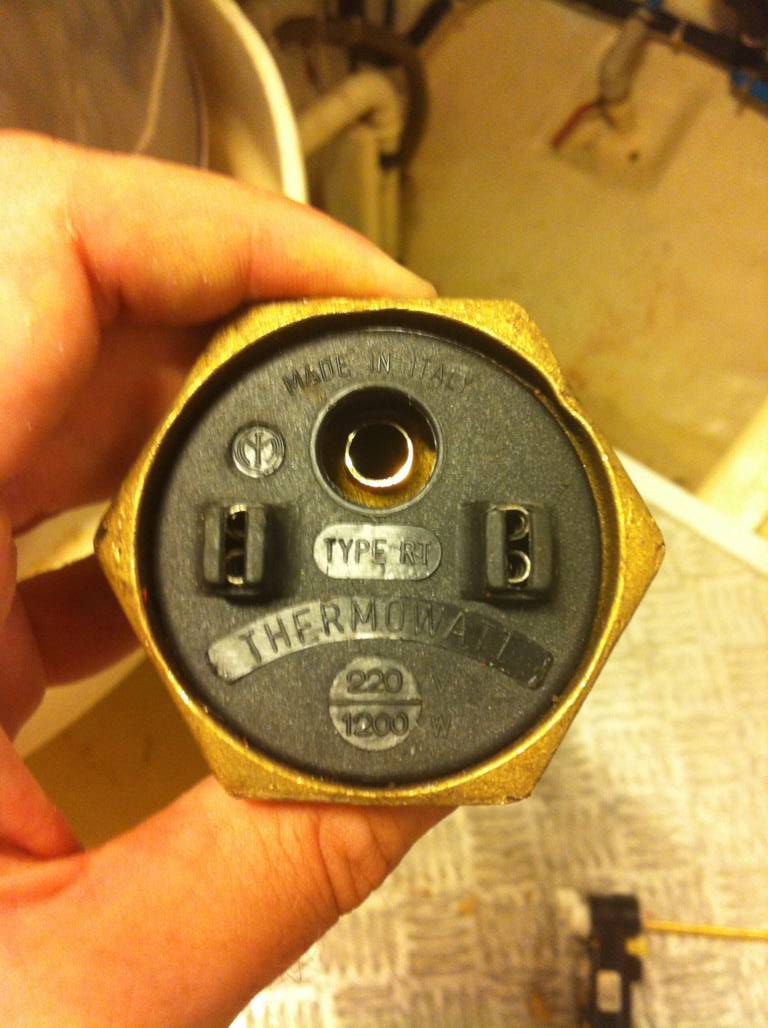 MADE IN ITALY
TYPE RT
THERMOWATT
220 V
1200 W